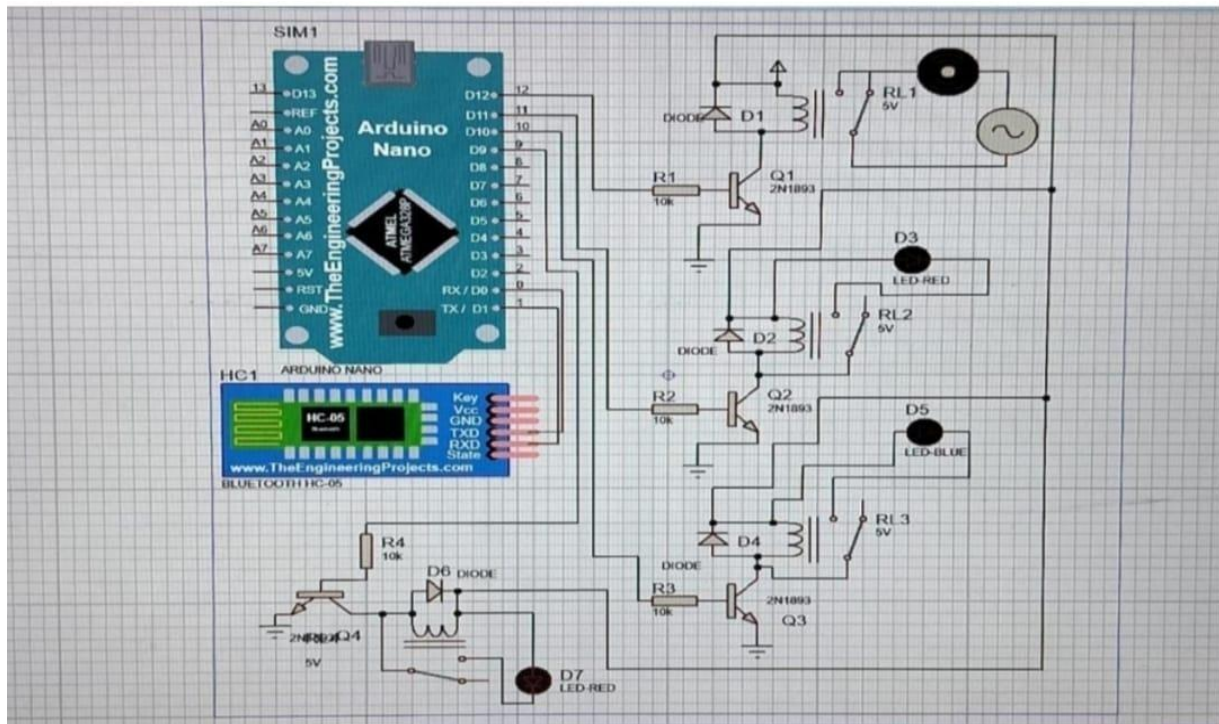 SIM1
www.TheEngineeringProjects.com
Arduino
Nano
ATMEL
ATMEGA328P
13
D13
REF
A0
A0
A1
A1
A2
A2
A3
A3
A4
A4
A5
A5
A6
A6
A7
A7
5V
RST
GND
D12
12
D11
11
D10
10
D9
9
D8
8
D7
7
D6
6
D5
5
D4
4
D3
3
D2
2
RX / D0
0
TX / D1
1
ARDUINO NANO
HC1
HC-05
Key
Vcc
GND
TXD
RXD
State
www.TheEngineeringProjects.com
BLUETOOTH HC-05
R1
10k
DIODE
D1
Q1
2N1893
RL1
5V
D3
LED-RED
DIODE
D2
RL2
5V
R2
10k
Q2
2N1893
D5
LED-BLUE
DIODE
D4
RL3
5V
R3
10k
2N1893
Q3
R4
10k
D6
DIODE
Q4
5V
D7
LED-RED